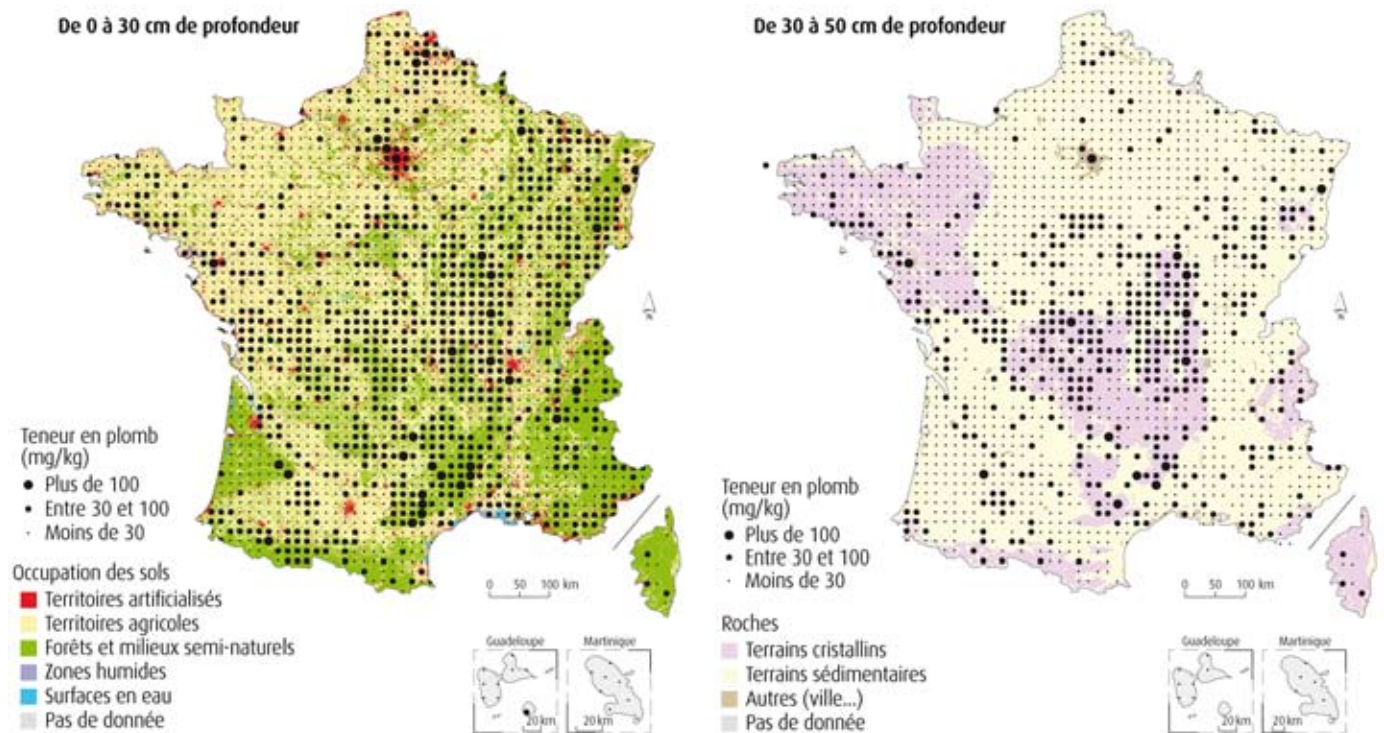 De 0 à 30 cm de profondeur
Teneur en plomb
(mg/kg)
Plus de 100
Entre 30 et 100
Moins de 30
Occupation des sols
Territoires artificialisés
Territoires agricoles
Forêts et milieux semi-naturels
Zones humides
Surfaces en eau
Pas de donnée
0 50 100 km
Guadeloupe
Martinique
20 km
20 km
De 30 à 50 cm de profondeur
N
Teneur en plomb
(mg/kg)
Plus de 100
Entre 30 et 100
Moins de 30
Roches
Terrains cristallins
Terrains sédimentaires
Autres (ville...)
Pas de donnée
0 50 100 km
Guadeloupe
Martinique
20 km
20 km